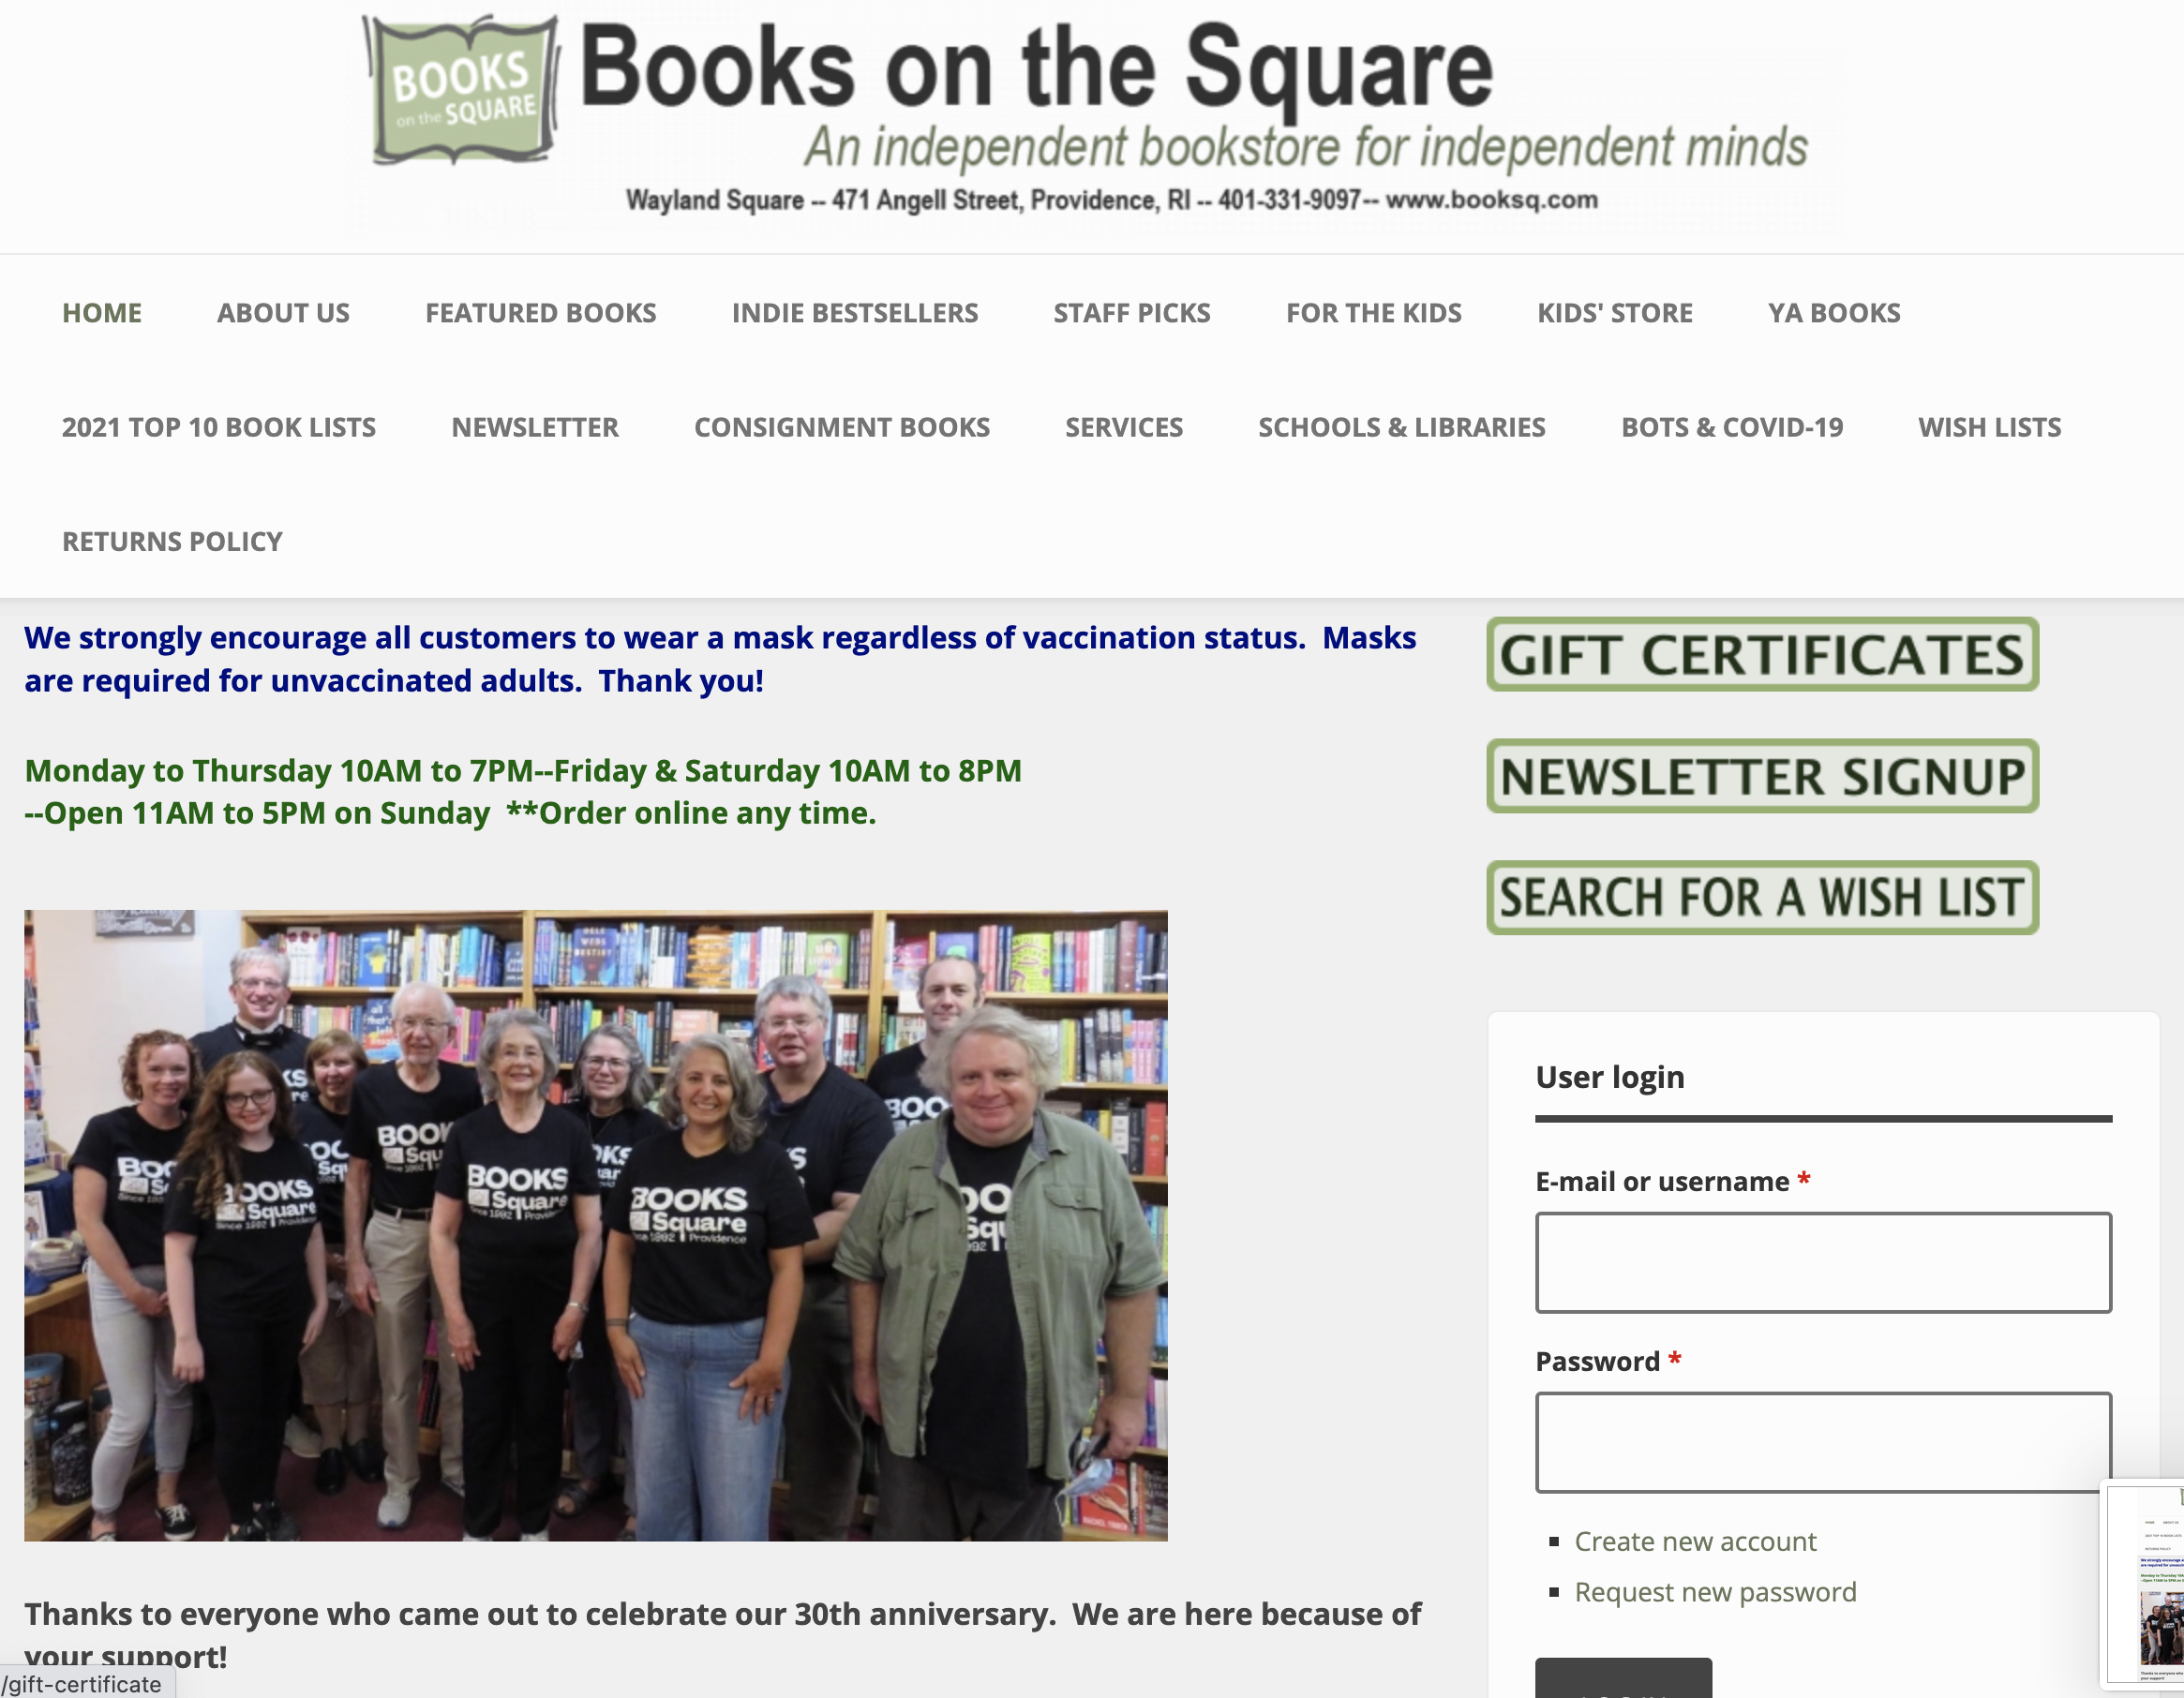 BOOKS
on the SQUARE
Books on the Square
An independent bookstore for independent minds
Wayland Square -- 471 Angell Street, Providence, RI -- 401-331-9097-- www.booksq.com
HOME ABOUT US FEATURED BOOKS INDIE BESTSELLERS STAFF PICKS FOR THE KIDS KIDS' STORE YA BOOKS
2021 TOP 10 BOOK LISTS NEWSLETTER CONSIGNMENT BOOKS SERVICES SCHOOLS & LIBRARIES BOTS & COVID-19 WISH LISTS
RETURNS POLICY
We strongly encourage all customers to wear a mask regardless of vaccination status. Masks
are required for unvaccinated adults. Thank you!
Monday to Thursday 10AM to 7PM--Friday & Saturday 10AM to 8PM
--Open 11AM to 5PM on Sunday **Order online any time.
BOOKS
Square
Since 1992 Providence
Thanks to everyone who came out to celebrate our 30th anniversary. We are here because of
your support!
/gift-certificate
GIFT CERTIFICATES
NEWSLETTER SIGNUP
SEARCH FOR A WISH LIST
User login
E-mail or username *
Password *
Create new account
Request new password